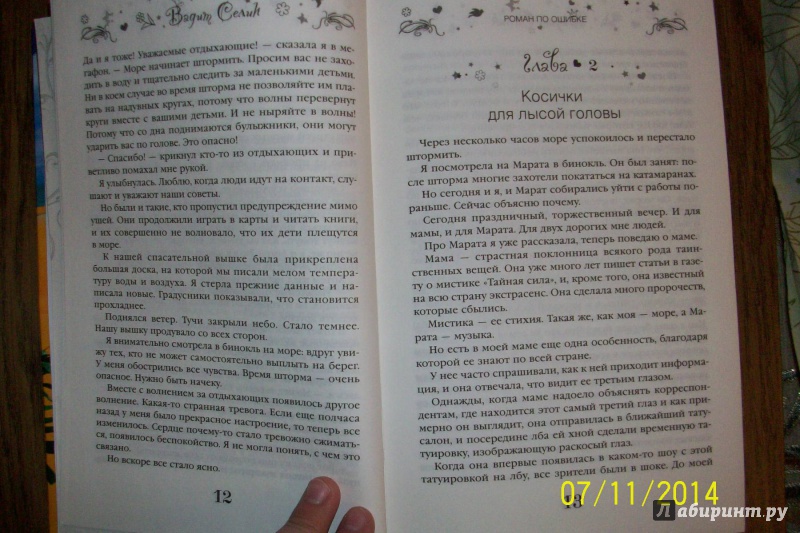 Вадим Селин
Да и я тоже! Уважаемые отдыхающие! — сказала я в ме-
гафон. — Море начинает штормить. Просим вас не захо-
дить в воду и тщательно следить за маленькими детьми.
Ни в коем случае во время шторма не позволяйте им пла-
вать на надувных кругах, потому что волны перевернут
круги вместе с вашими детьми. И не ныряйте в волны!
Потому что со дна поднимаются булыжники, они могут
ударить вас по голове. Это опасно!
— Спасибо! — крикнул кто-то из отдыхающих и при-
ветливо помахал мне рукой.
Я улыбнулась. Люблю, когда люди идут на контакт, слу-
шают и уважают наши советы.
Но были и такие, кто пропустил предупреждение мимо
ушей. Они продолжили играть в карты и читать книги,
и их совершенно не волновало, что их дети плещутся
в море.
К нашей спасательной вышке была прикреплена
большая доска, на которой мы писали мелом темпера-
туру воды и воздуха. Я стерла прежние данные и на-
писала новые. Градусники показывали, что становится
прохладнее.
Поднялся ветер. Тучи закрыли небо. Стало темнее.
Нашу вышку продувало со всех сторон.
Я внимательно смотрела в бинокль на море: вдруг уви-
жу тех, кто не может самостоятельно выплыть на берег.
У меня обострились все чувства. Время шторма — очень
опасное. Нужно быть начеку.
Вместе с волнением за отдыхающих появилось другое
волнение. Какая-то странная тревога. Если еще полчаса
назад у меня было прекрасное настроение, то теперь все
изменилось. Сердце почему-то стало тревожно сжимать-
ся, появилось беспокойство. Я не могла понять, с чем это
связано.
Но вскоре все стало ясно.
12
РОМАН ПО ОШИБКЕ
Глава 2
Косички
для лысой головы
Через несколько часов море успокоилось и перестало
штормить.
Я посмотрела на Марата в бинокль. Он был занят: по-
сле шторма многие захотели покататься на катамаранах.
Но сегодня и я, и Марат собирались уйти с работы по-
раньше. Сейчас объясню почему.
Сегодня праздничный, торжественный вечер. И для
мамы, и для Марата. Для двух дорогих мне людей.
Про Марата я уже рассказала, теперь поведаю о маме.
Мама — страстная поклонница всякого рода таин-
ственных вещей. Она уже много лет пишет статьи в газе-
ту о мистике «Тайная сила», и, кроме того, она известный
на всю страну экстрасенс. Она сделала много пророчеств,
которые сбылись.
Мистика — ее стихия. Такая же, как моя — море, а Ма-
рата — музыка.
Но есть в моей маме еще одна особенность, благодаря
которой ее знают по всей стране.
У нее часто спрашивали, как к ней приходит информа-
ция, и она отвечала, что видит ее третьим глазом.
Однажды, когда маме надоело объяснять корреспон-
дентам, где находится этот самый третий глаз и как при-
мерно он выглядит, она отправилась в ближайший тату-
салон, и посередине лба ей хной сделали временную та-
туировку, изображающую раскосый глаз.
Когда она впервые появилась в каком-то шоу с этой
татуировкой на лбу, все зрители были в шоке. До моей
13
07/11/2014
Лабиринт.ру